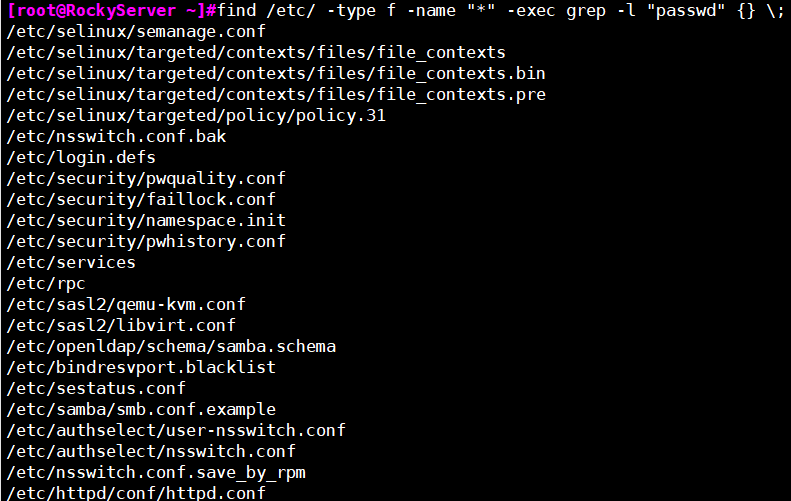 [root@RockyServer ~]#find /etc/ -type f -name "*" -exec grep -l "passwd" {} \;
/etc/selinux/semanage.conf
/etc/selinux/targeted/contexts/files/file_contexts
/etc/selinux/targeted/contexts/files/file_contexts.bin
/etc/selinux/targeted/contexts/files/file_contexts.pre
/etc/selinux/targeted/policy/policy.31
/etc/nsswitch.conf.bak
/etc/login.defs
/etc/security/pwquality.conf
/etc/security/faillock.conf
/etc/security/namespace.init
/etc/security/pwhistory.conf
/etc/services
/etc/rpc
/etc/sasl2/qemu-kvm.conf
/etc/sasl2/libvirt.conf
/etc/openldap/schema/samba.schema
/etc/bindresvport.blacklist
/etc/sestatus.conf
/etc/samba/smb.conf.example
/etc/authselect/user-nsswitch.conf
/etc/authselect/nsswitch.conf
/etc/nsswitch.conf.save_by_rpm
/etc/httpd/conf/httpd.conf